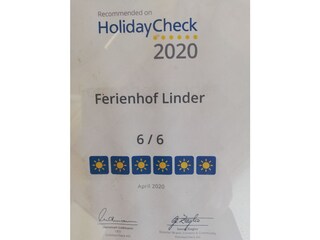 Recommended on
HolidayCheck
2020
Ferienhof Linder
6 / 6
April 2020